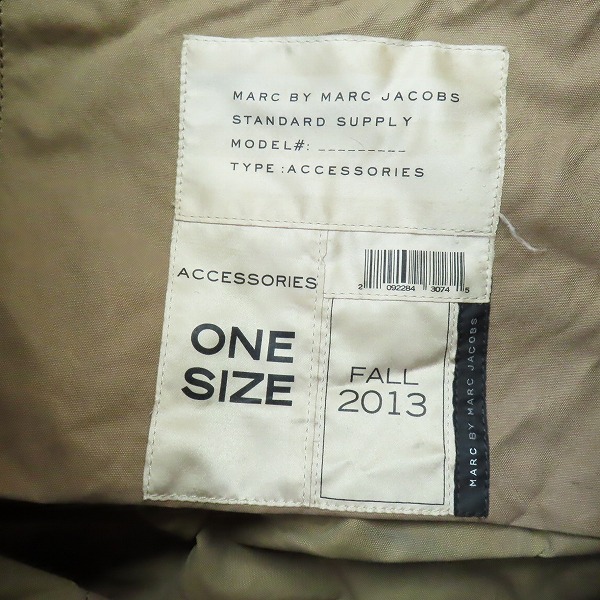 MARC BY MARC JACOBS
STANDARD SUPPLY
MODEL#: _________
TYPE:ACCESSORIES
ACCESSORIES
ONE
SIZE
2 092284 3074 5
FALL
2013
MARC BY MARC JACOBS